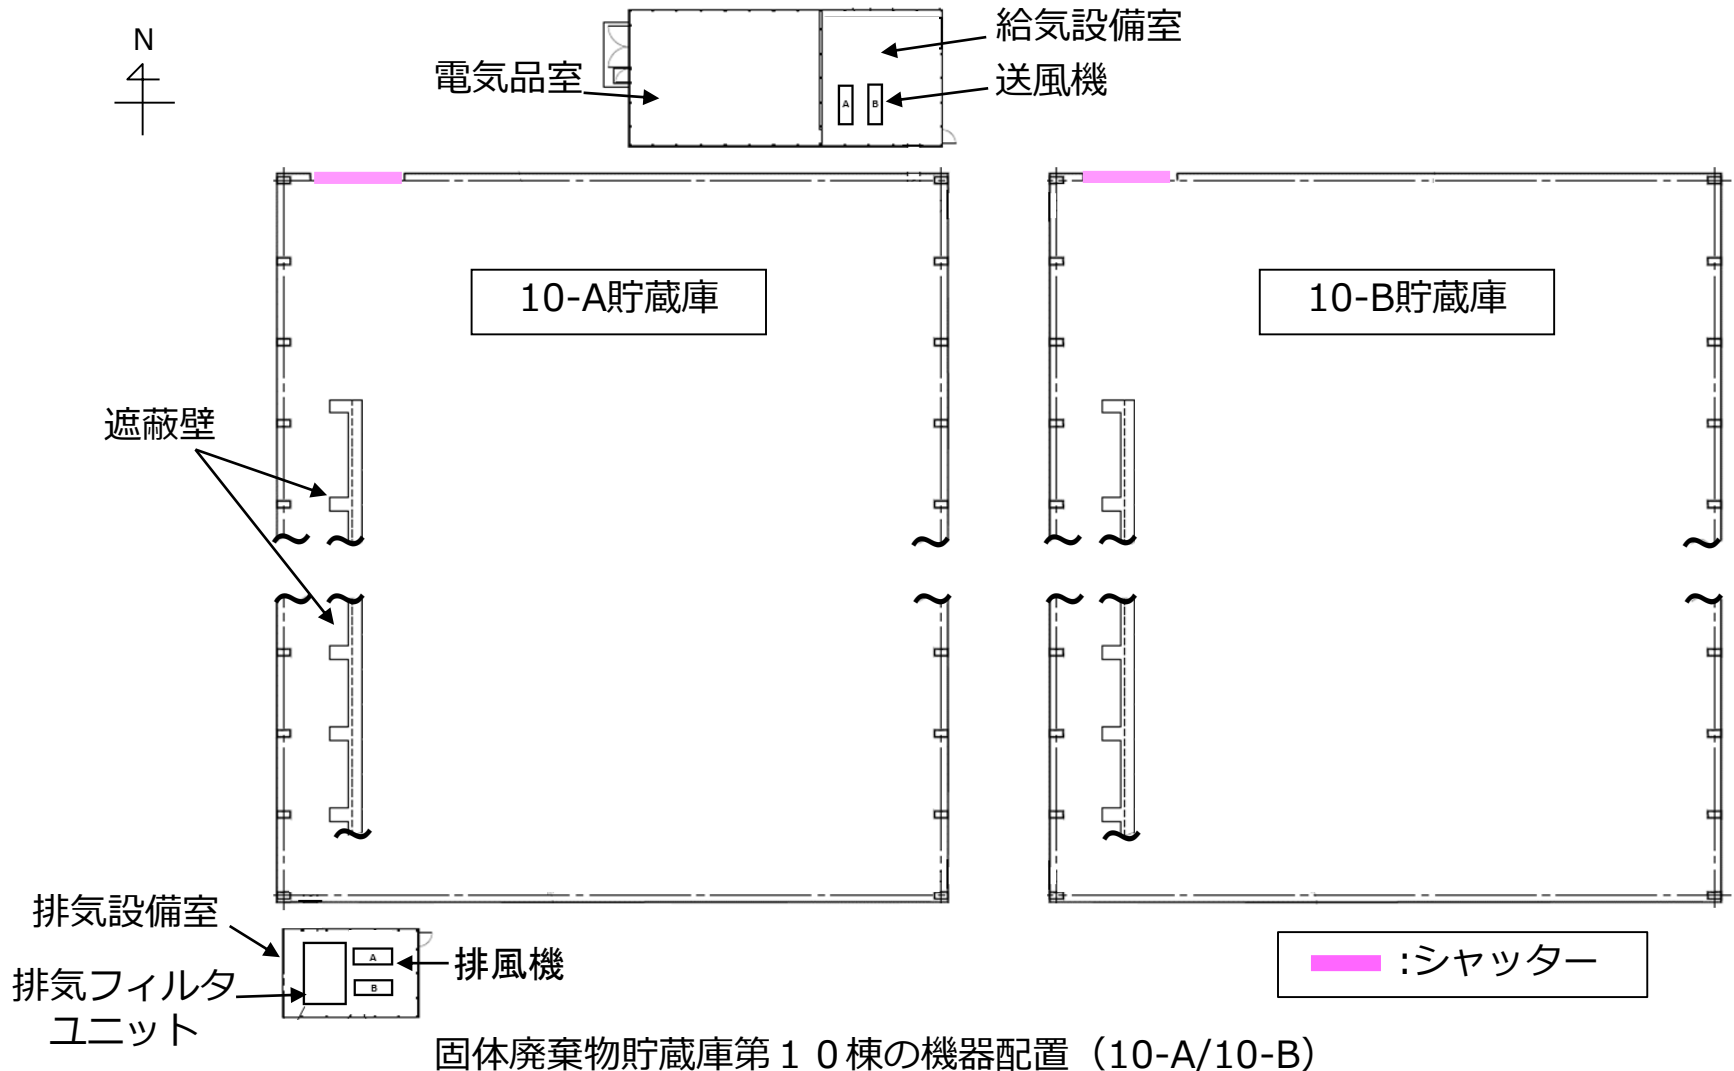 給気設備室
N
電気品室
送風機
A
B
10-A貯蔵庫
10-B貯蔵庫
遮蔽壁
排気設備室
:シャッター
A
排風機
排気フィルタ
ユニット
B
固体廃棄物貯蔵庫第１０棟の機器配置（10-A/10-B）